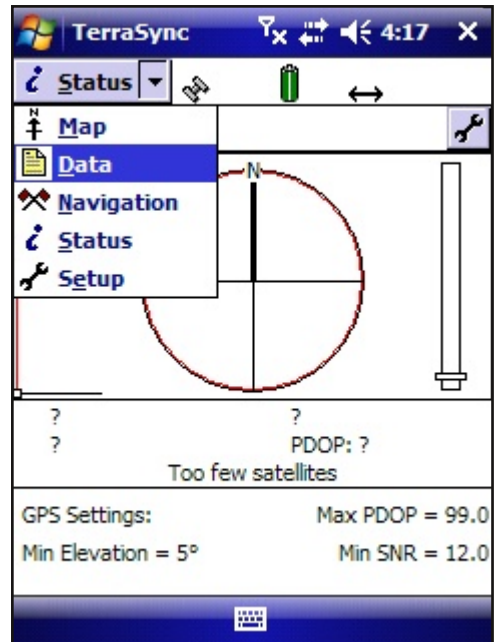 TerraSync 4:17
Status
Map
Data
Navigation
Status
Setup
N
N
? ?
? PDOP: ?
Too few satellites
GPS Settings: Max PDOP = 99.0
Min Elevation = 5° Min SNR = 12.0